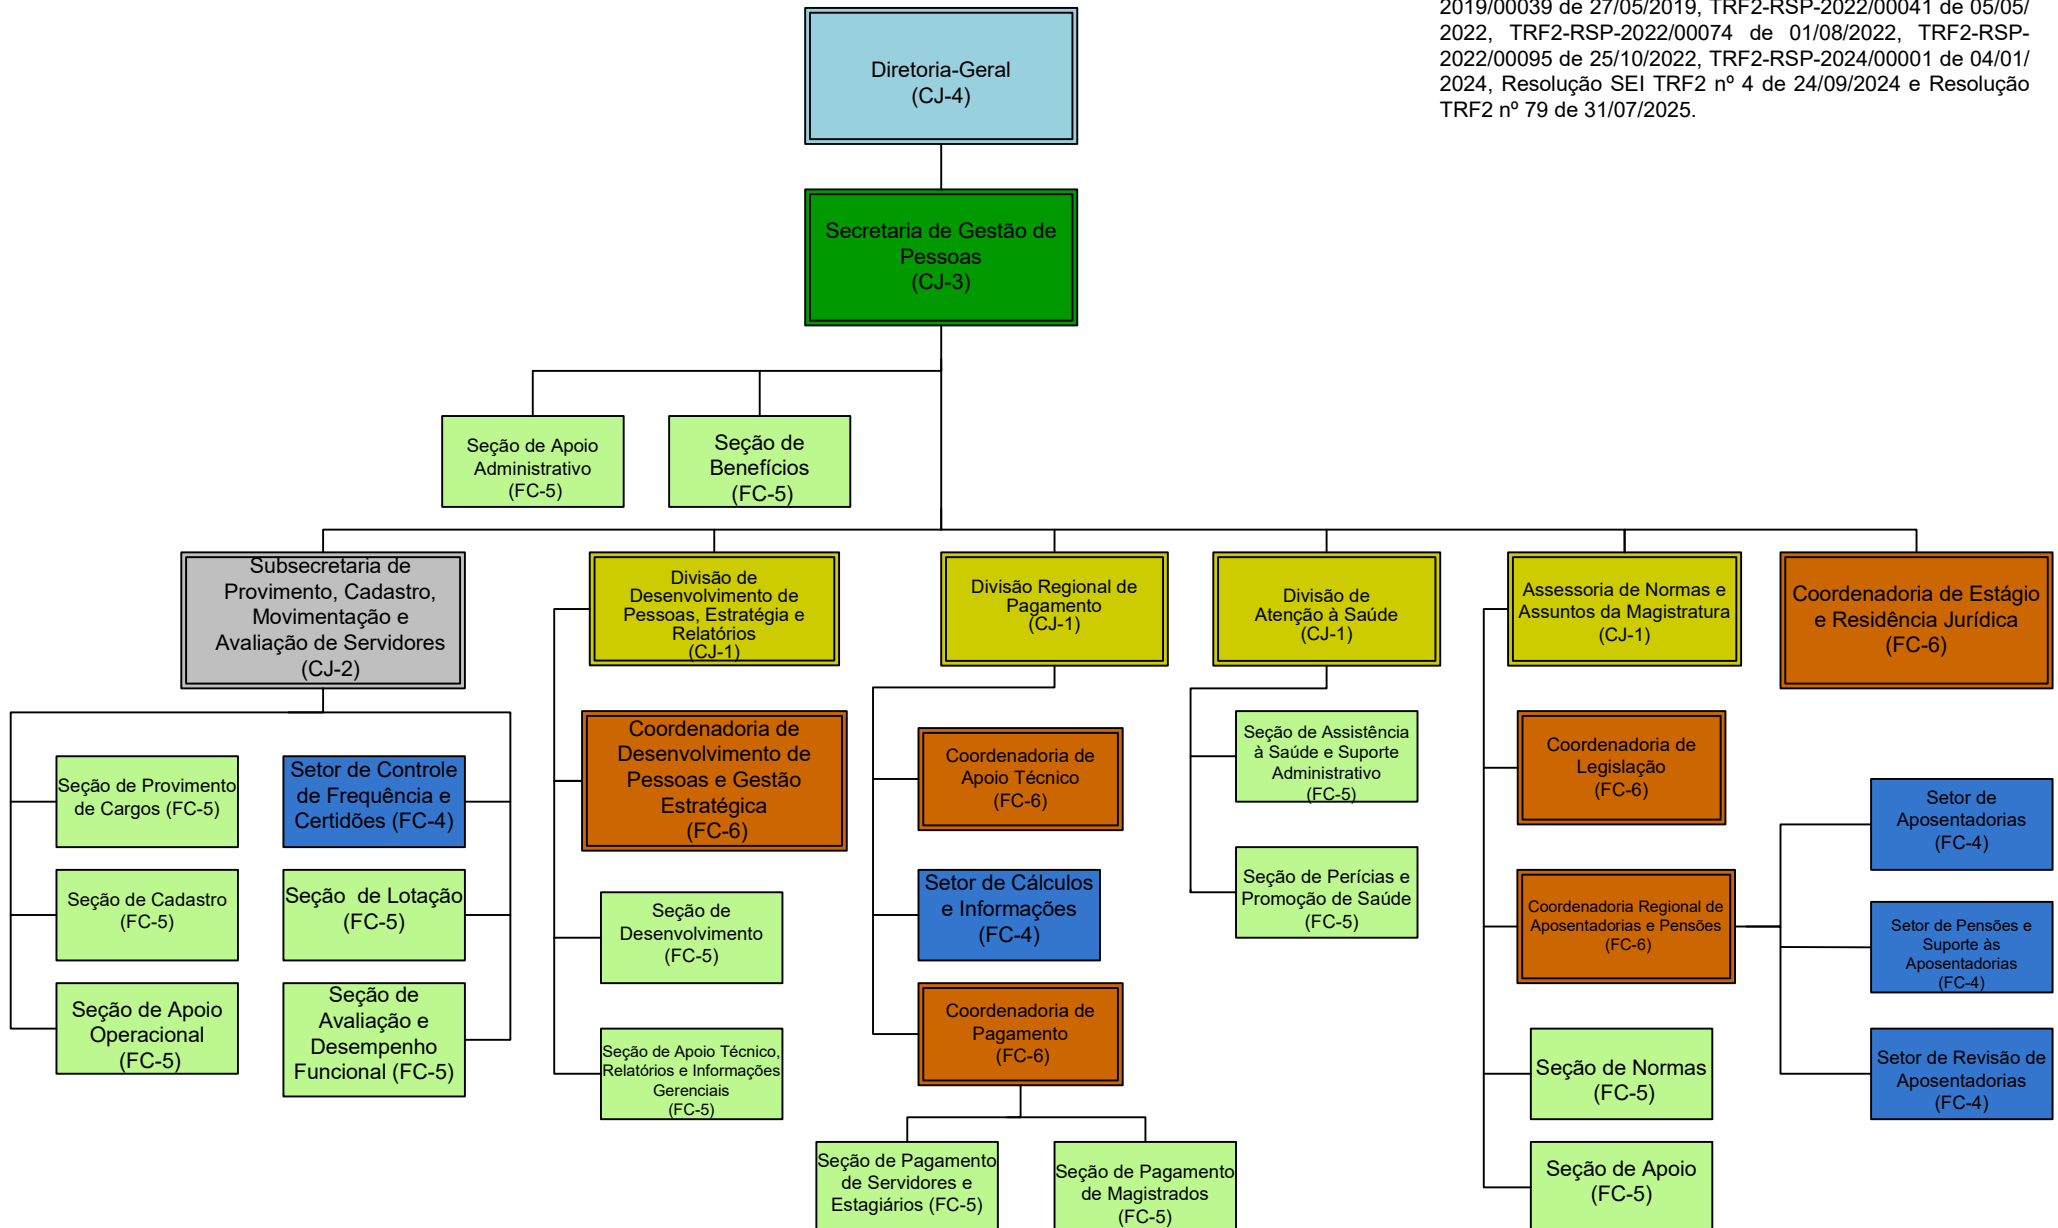 2019/00039 de 27/05/2019, TRF2-RSP-2022/00041 de 05/05/
2022, TRF2-RSP-2022/00074 de 01/08/2022, TRF2-RSP-
2022/00095 de 25/10/2022, TRF2-RSP-2024/00001 de 04/01/
2024, Resolução SEI TRF2 nº 4 de 24/09/2024 e Resolução
TRF2 nº 79 de 31/07/2025.
Diretoria-Geral
(CJ-4)
Secretaria de Gestão de
Pessoas
(CJ-3)
Seção de Apoio
Administrativo
(FC-5)
Seção de
Benefícios
(FC-5)
Subsecretaria de
Provimento, Cadastro,
Movimentação e
Avaliação de Servidores
(CJ-2)
Divisão de
Desenvolvimento de
Pessoas, Estratégia e
Relatórios
(CJ-1)
Divisão Regional de
Pagamento
(CJ-1)
Divisão de
Atenção à Saúde
(CJ-1)
Assessoria de Normas e
Assuntos da Magistratura
(CJ-1)
Coordenadoria de Estágio
e Residência Jurídica
(FC-6)
Seção de Provimento
de Cargos (FC-5)
Setor de Controle
de Frequência e
Certidões (FC-4)
Seção de Cadastro
(FC-5)
Seção de Lotação
(FC-5)
Seção de Apoio
Operacional
(FC-5)
Seção de
Avaliação e
Desempenho
Funcional (FC-5)
Coordenadoria de
Desenvolvimento de
Pessoas e Gestão
Estratégica
(FC-6)
Seção de
Desenvolvimento
(FC-5)
Seção de Apoio Técnico,
Relatórios e Informações
Gerenciais
(FC-5)
Coordenadoria de
Apoio Técnico
(FC-6)
Setor de Cálculos
e Informações
(FC-4)
Coordenadoria de
Pagamento
(FC-6)
Seção de Pagamento
de Servidores e
Estagiários (FC-5)
Seção de Pagamento
de Magistrados
(FC-5)
Seção de Assistência
à Saúde e Suporte
Administrativo
(FC-5)
Seção de Perícias e
Promoção de Saúde
(FC-5)
Coordenadoria de
Legislação
(FC-6)
Coordenadoria Regional de
Aposentadorias e Pensões
(FC-6)
Seção de Normas
(FC-5)
Seção de Apoio
(FC-5)
Setor de
Aposentadorias
(FC-4)
Setor de Pensões e
Suporte às
Aposentadorias
(FC-4)
Setor de Revisão de
Aposentadorias
(FC-4)